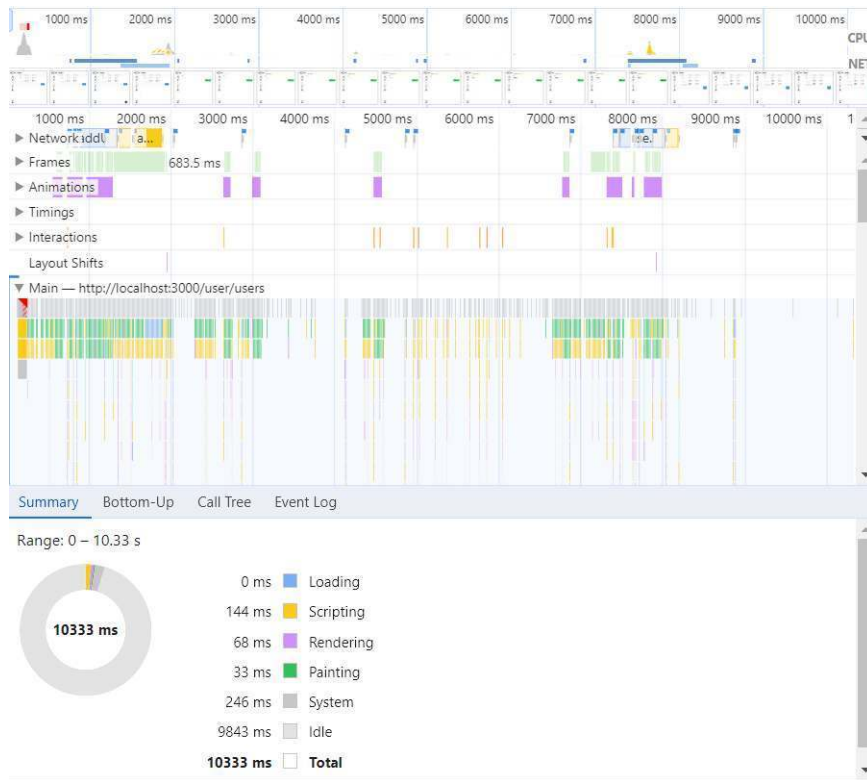 1000 ms 2000 ms 3000 ms 4000 ms 5000 ms 6000 ms 7000 ms 8000 ms 9000 ms 10000 ms
CPU
NET
1000 ms 2000 ms 3000 ms 4000 ms 5000 ms 6000 ms 7000 ms 8000 ms 9000 ms 10000 ms 1
Network
a...
Frames 683.5 ms
Animations
Timings
Interactions
Layout Shifts
Main — http://localhost:3000/user/users
Summary Bottom-Up Call Tree Event Log
Range: 0 – 10.33 s
10333 ms
0 ms Loading
144 ms Scripting
68 ms Rendering
33 ms Painting
246 ms System
9843 ms Idle
10333 ms Total